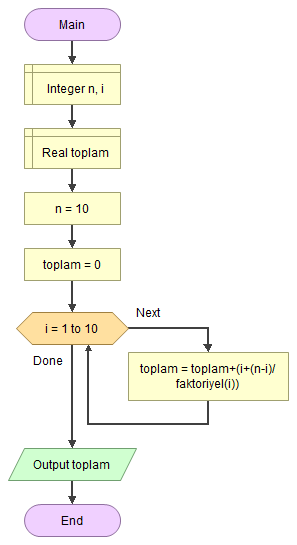 Main
Integer n, i
Real toplam
n = 10
toplam = 0
i = 1 to 10
Next
toplam = toplam+(i+(n-i)/
faktoriyel(i))
Done
Output toplam
End